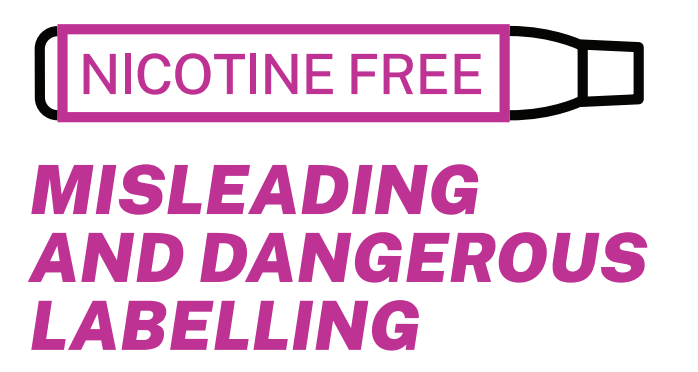 NICOTINE FREE
MISLEADING
AND DANGEROUS
LABELLING